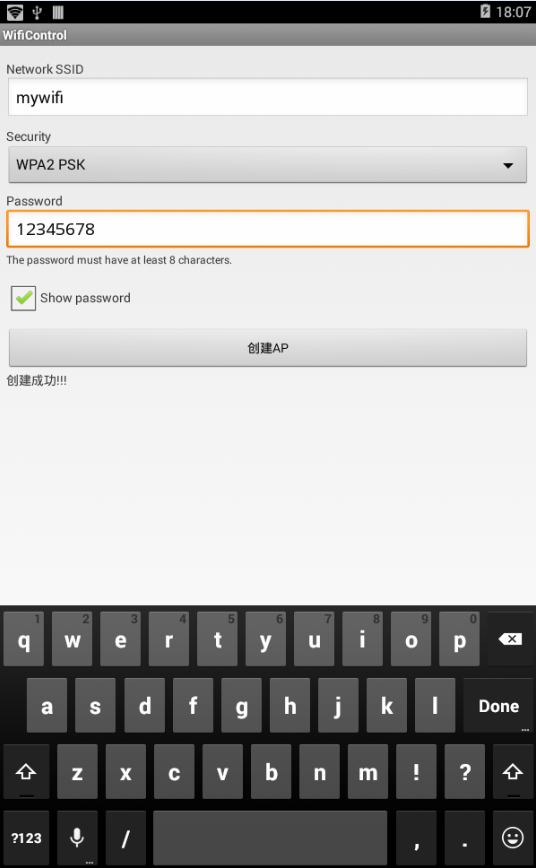 18:07
WifiControl
Network SSID
mywifi
Security
WPA2 PSK
Password
12345678
The password must have at least 8 characters.
Show password
创建AP
创建成功!!!
1 2 3 4 5 6 7 8 9 0
q w e r t y u i o p
a s d f g h j k l Done
...
z x c v b n m ! ?
?123 / , .
...